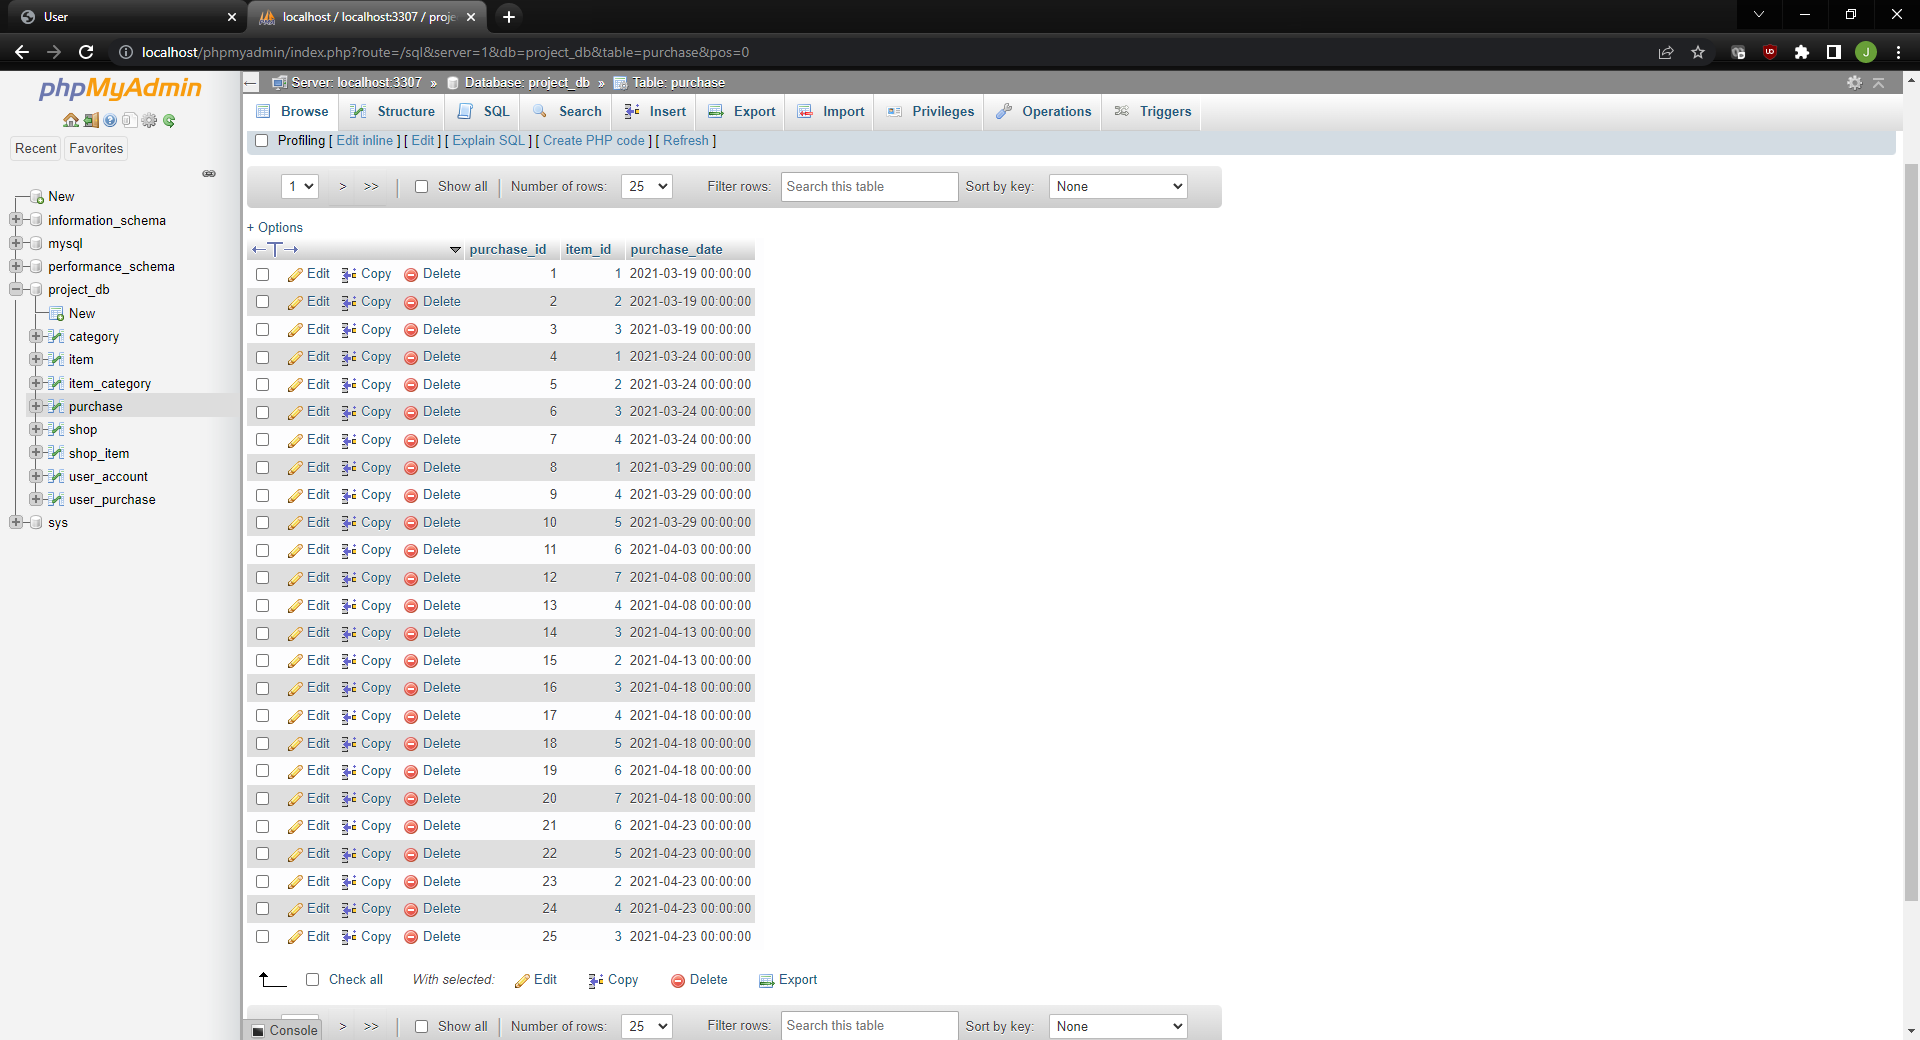 User
localhost / localhost:3307 / proje
localhost/phpmyadmin/index.php?route=/sql&server=1&db=project_db&table=purchase&pos=0
J
phpMyAdmin
Recent Favorites
New
information_schema
mysql
performance_schema
project_db
New
category
item
item_category
purchase
shop
shop_item
user_account
user_purchase
sys
Server: localhost:3307 » Database: project_db » Table: purchase
Browse Structure SQL Search Insert Export Import Privileges Operations Triggers
Profiling [ Edit inline ] [ Edit ] [ Explain SQL ] [ Create PHP code ] [ Refresh ]
1 > >> Show all Number of rows: 25 Filter rows: Search this table Sort by key: None
+ Options
←T→ purchase_id item_id purchase_date
Edit Copy Delete 1 1 2021-03-19 00:00:00
Edit Copy Delete 2 2 2021-03-19 00:00:00
Edit Copy Delete 3 3 2021-03-19 00:00:00
Edit Copy Delete 4 1 2021-03-24 00:00:00
Edit Copy Delete 5 2 2021-03-24 00:00:00
Edit Copy Delete 6 3 2021-03-24 00:00:00
Edit Copy Delete 7 4 2021-03-24 00:00:00
Edit Copy Delete 8 1 2021-03-29 00:00:00
Edit Copy Delete 9 4 2021-03-29 00:00:00
Edit Copy Delete 10 5 2021-03-29 00:00:00
Edit Copy Delete 11 6 2021-04-03 00:00:00
Edit Copy Delete 12 7 2021-04-08 00:00:00
Edit Copy Delete 13 4 2021-04-08 00:00:00
Edit Copy Delete 14 3 2021-04-13 00:00:00
Edit Copy Delete 15 2 2021-04-13 00:00:00
Edit Copy Delete 16 3 2021-04-18 00:00:00
Edit Copy Delete 17 4 2021-04-18 00:00:00
Edit Copy Delete 18 5 2021-04-18 00:00:00
Edit Copy Delete 19 6 2021-04-18 00:00:00
Edit Copy Delete 20 7 2021-04-18 00:00:00
Edit Copy Delete 21 6 2021-04-23 00:00:00
Edit Copy Delete 22 5 2021-04-23 00:00:00
Edit Copy Delete 23 2 2021-04-23 00:00:00
Edit Copy Delete 24 4 2021-04-23 00:00:00
Edit Copy Delete 25 3 2021-04-23 00:00:00
Check all With selected: Edit Copy Delete Export
> >> Show all Number of rows: 25 Filter rows: Search this table Sort by key: None
Console